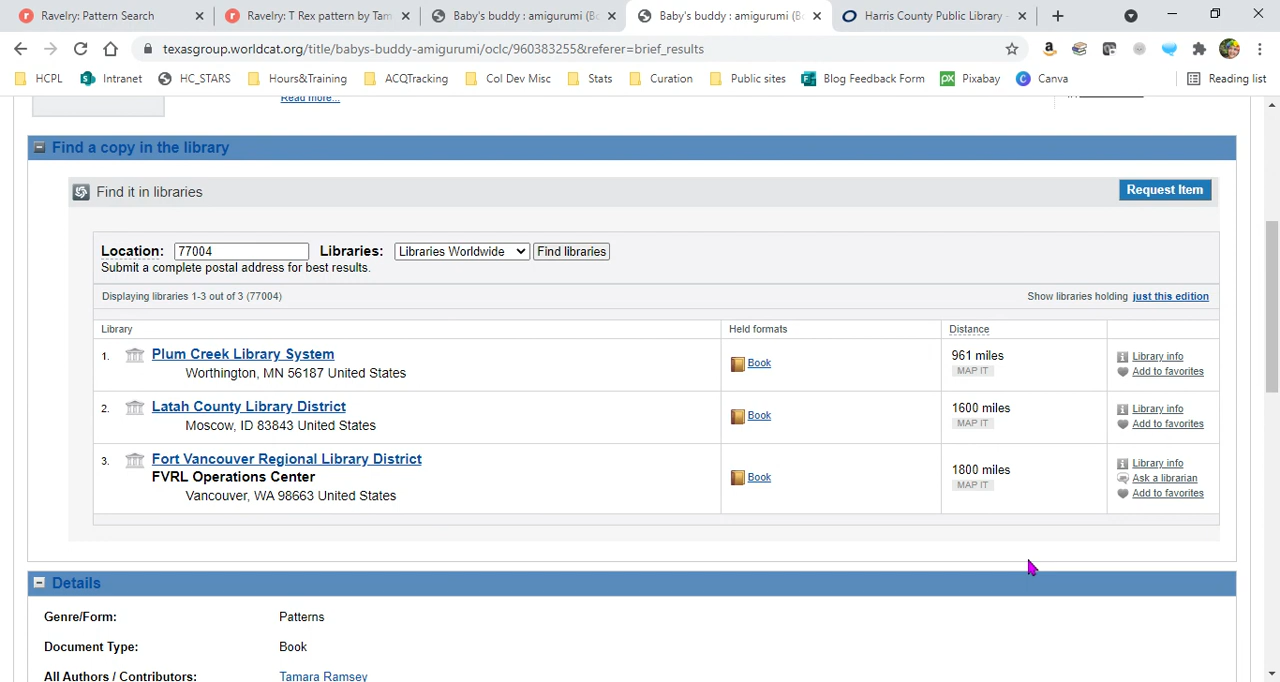 Ravelry: Pattern Search
Ravelry: T Rex pattern by Tam
Baby's buddy : amigurumi (B
Baby's buddy : amigurumi (B
Harris County Public Library -
texasgroup.worldcat.org/title/babys-buddy-amigurumi/oclc/960383255&referer=brief_results
HCPL
Intranet
HC_STARS
Hours&Training
ACQTracking
Col Dev Misc
Stats
Curation
Public sites
Blog Feedback Form
Pixabay
Canva
Reading list
Read more...
Find a copy in the library
Find it in libraries
Request Item
Location: 77004 Libraries: Libraries Worldwide Find libraries
Submit a complete postal address for best results.
Displaying libraries 1-3 out of 3 (77004)
Show libraries holding just this edition
Library Held formats Distance
1. Plum Creek Library System
Worthington, MN 56187 United States
Book
961 miles
MAP IT
Library info
Add to favorites
2. Latah County Library District
Moscow, ID 83843 United States
Book
1600 miles
MAP IT
Library info
Add to favorites
3. Fort Vancouver Regional Library District
FVRL Operations Center
Vancouver, WA 98663 United States
Book
1800 miles
MAP IT
Library info
Ask a librarian
Add to favorites
Details
Genre/Form: Patterns
Document Type: Book
All Authors / Contributors: Tamara Ramsey